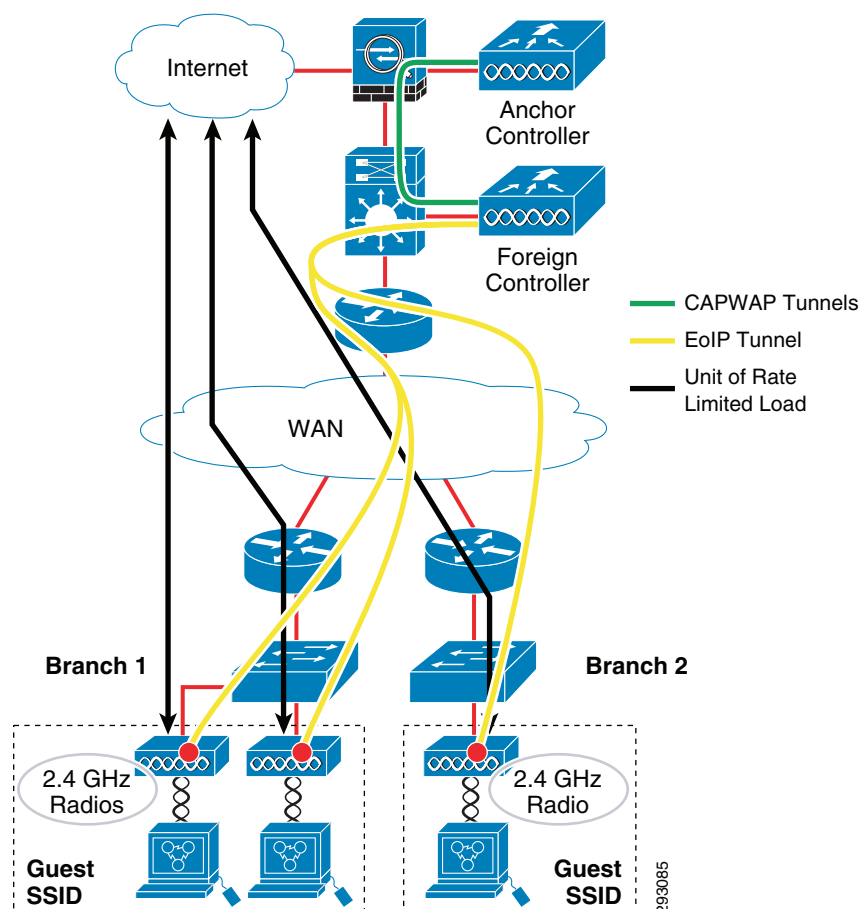 Internet
Anchor
Controller
Foreign
Controller
CAPWAP Tunnels
EoIP Tunnel
Unit of Rate
Limited Load
WAN
Branch 1
Branch 2
2.4 GHz
Radios
2.4 GHz
Radio
Guest
SSID
Guest
SSID
293085